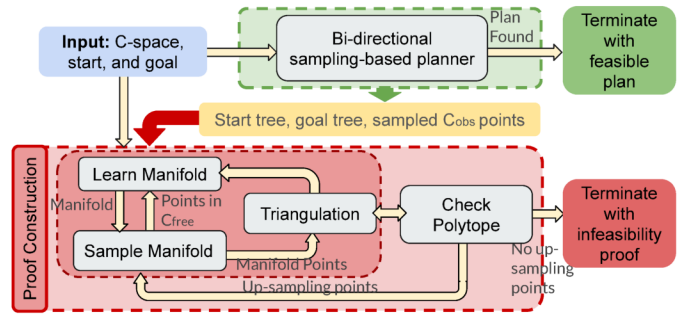 Input: C-space,
start, and goal
Bi-directional
sampling-based planner
Plan
Found
Terminate
with
feasible
plan
Start tree, goal tree, sampled Cobs points
Proof Construction
Learn Manifold
Manifold
Points in
Cfree
Sample Manifold
Triangulation
Manifold Points
Check
Polytope
Up-sampling points
No up-
sampling
points
Terminate
with
infeasibility
proof